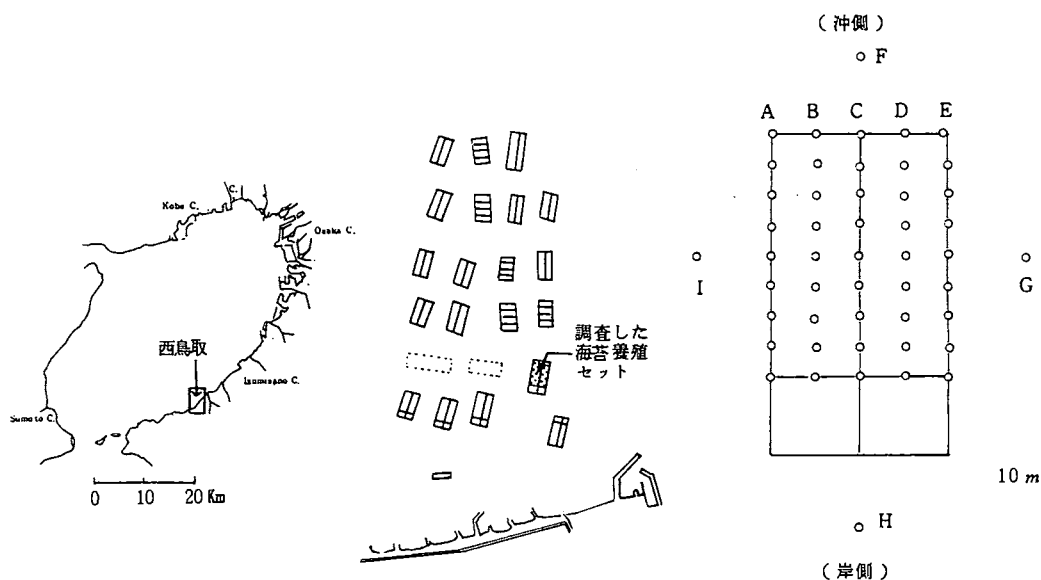 Kobe C.
C.
Osaka C.
西鳥取
Izumisano C.
Sumoto C.
0 10 20 Km
調査した
海苔養殖
セット
(沖側)
F
A B C D E
I
G
10 m
H
(岸側)